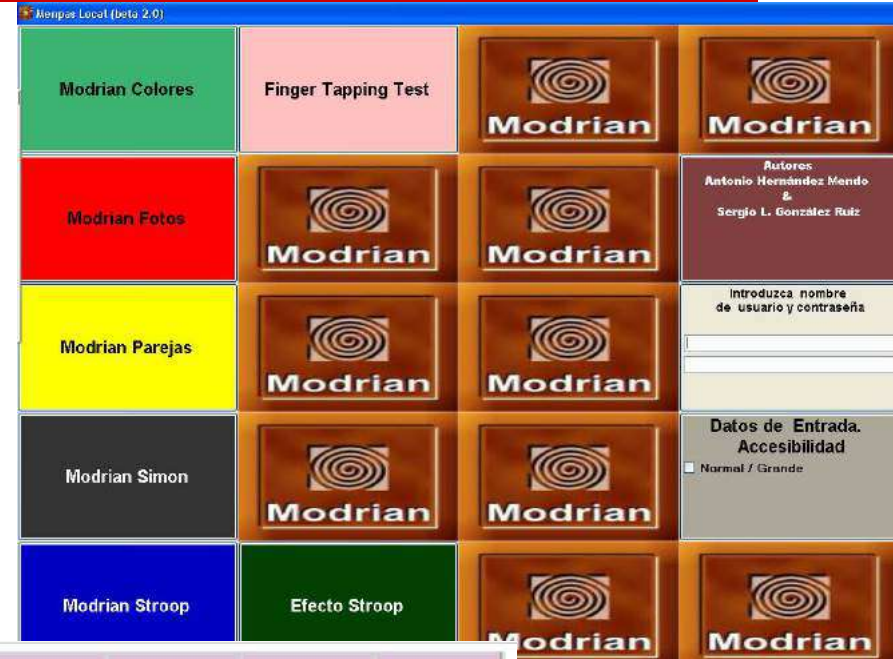 Menpas Local (beta 2.0)
Modrian Colores
Finger Tapping Test
Modrian
Modrian
Modrian Fotos
Modrian
Modrian
Autores
Antonio Hernández Mendo
&
Sergio L. González Ruiz
Modrian Parejas
Modrian
Modrian
Introduzca nombre
de usuario y contraseña
Modrian Simon
Modrian
Modrian
Datos de Entrada.
Accesibilidad
Normal / Grande
Modrian Stroop
Efecto Stroop
Modrian
Modrian